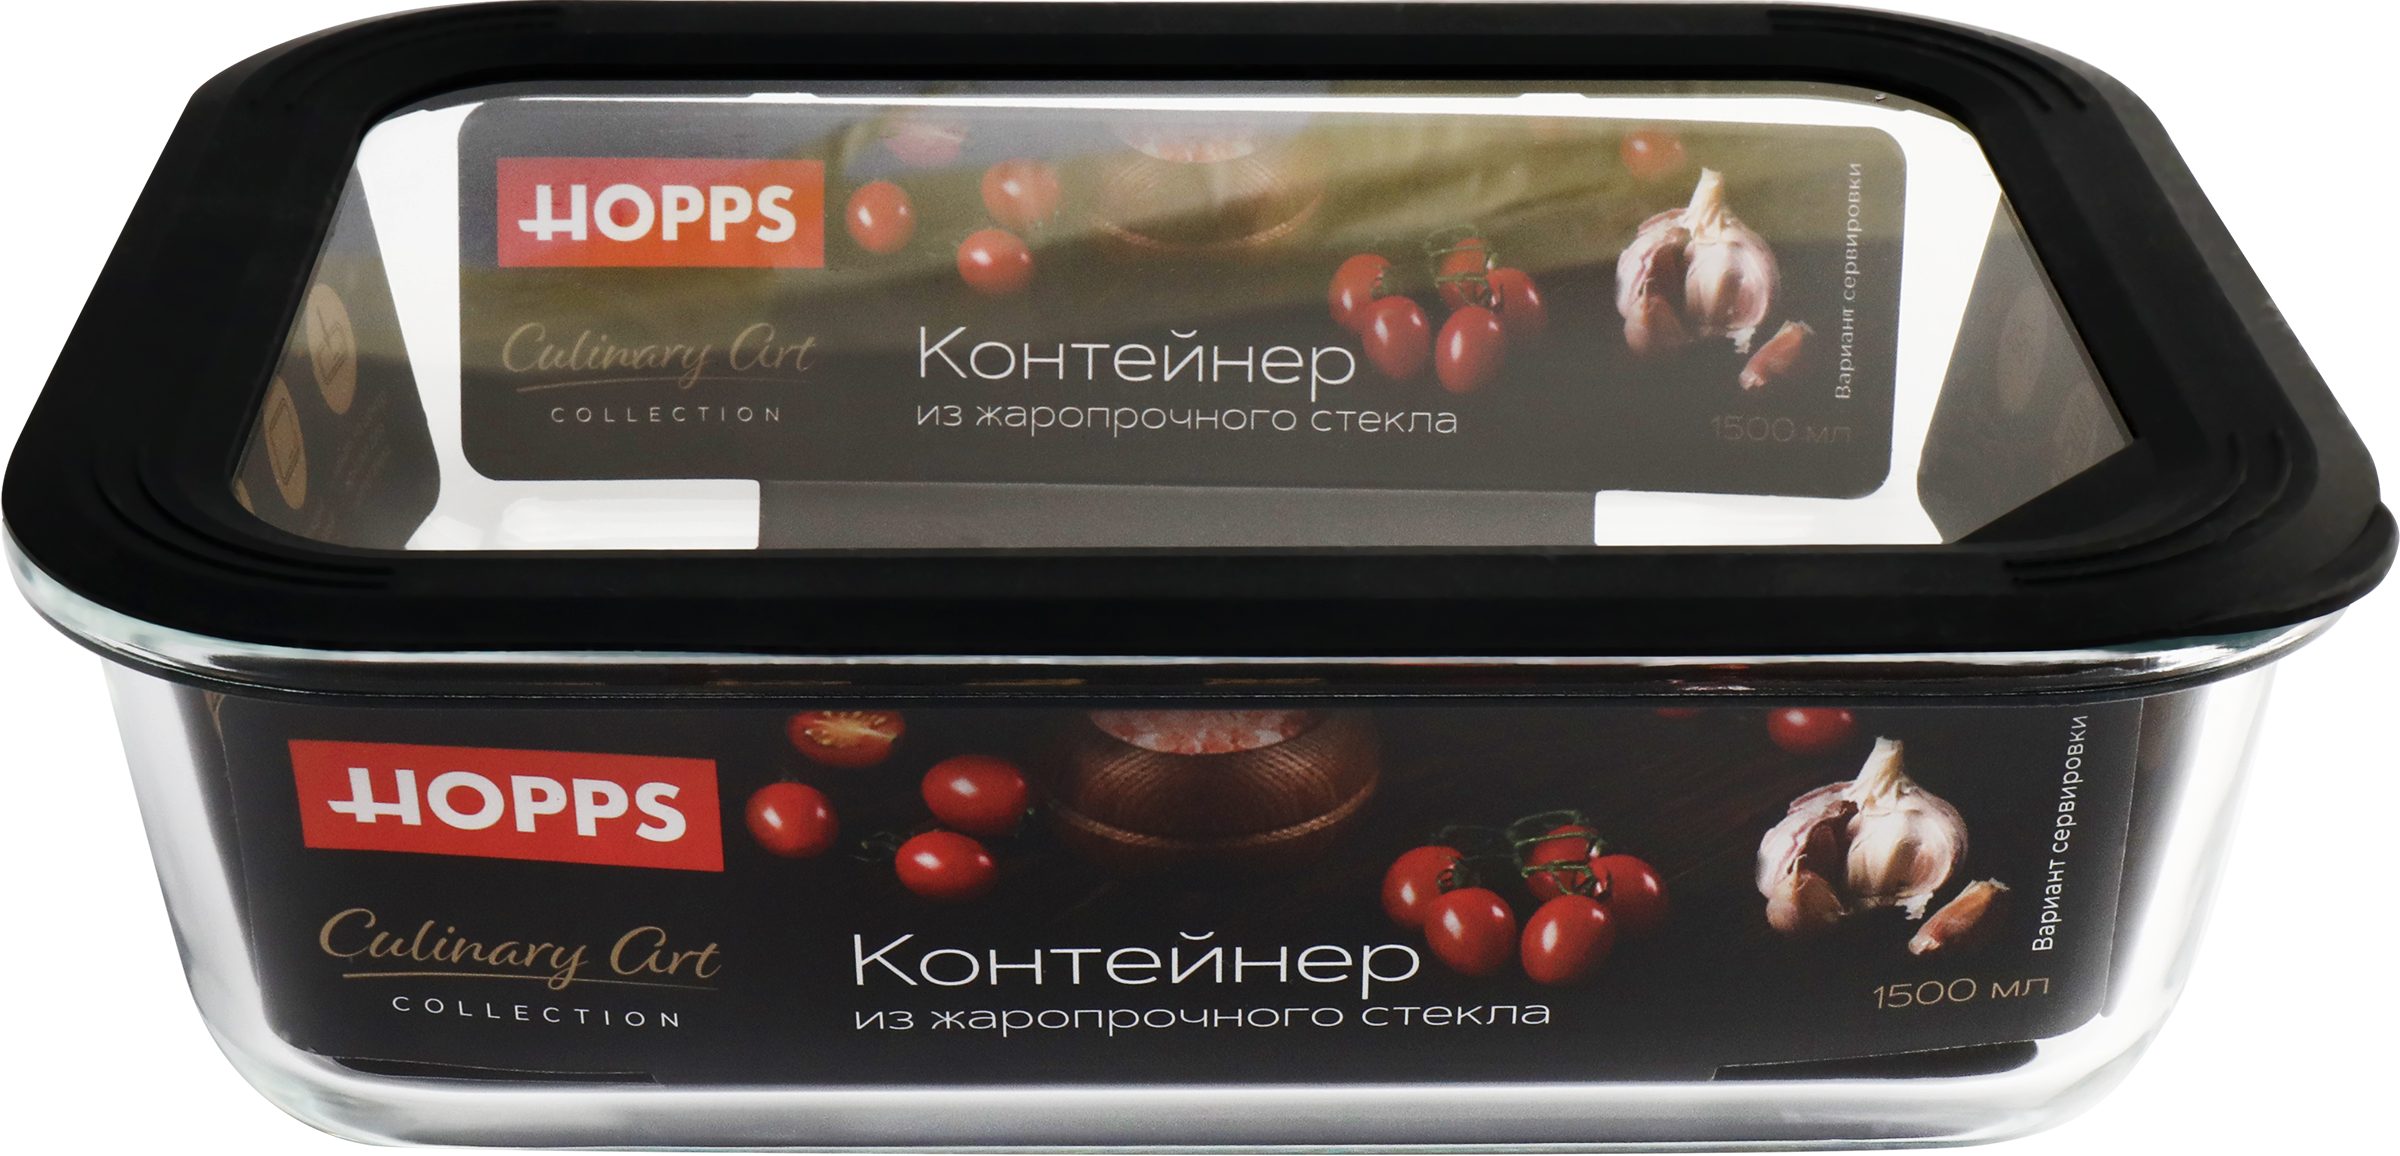 HOPPS
Culinary Art
COLLECTION
Контейнер
из жаропрочного стекла
Вариант сервировки
1500 мл
HOPPS
Culinary Art
COLLECTION
Контейнер
из жаропрочного стекла
Вариант сервировки
1500 мл